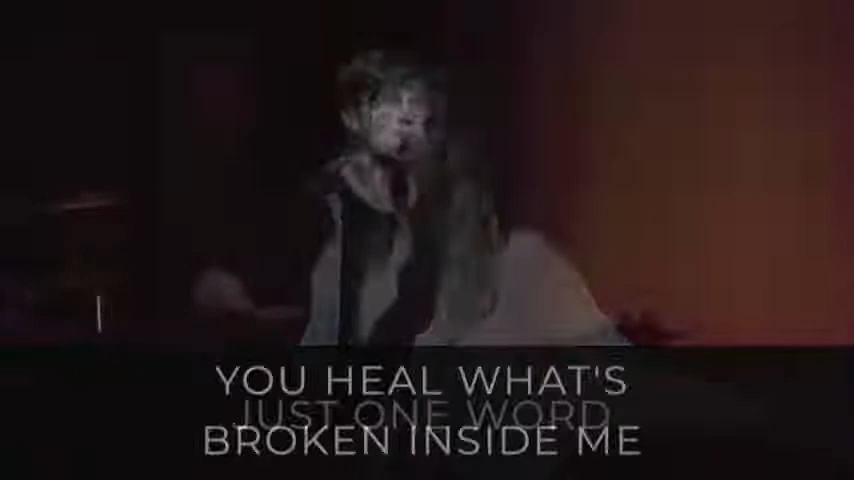 YOU HEAL WHAT'S
JUST ONE WORD
BROKEN INSIDE ME